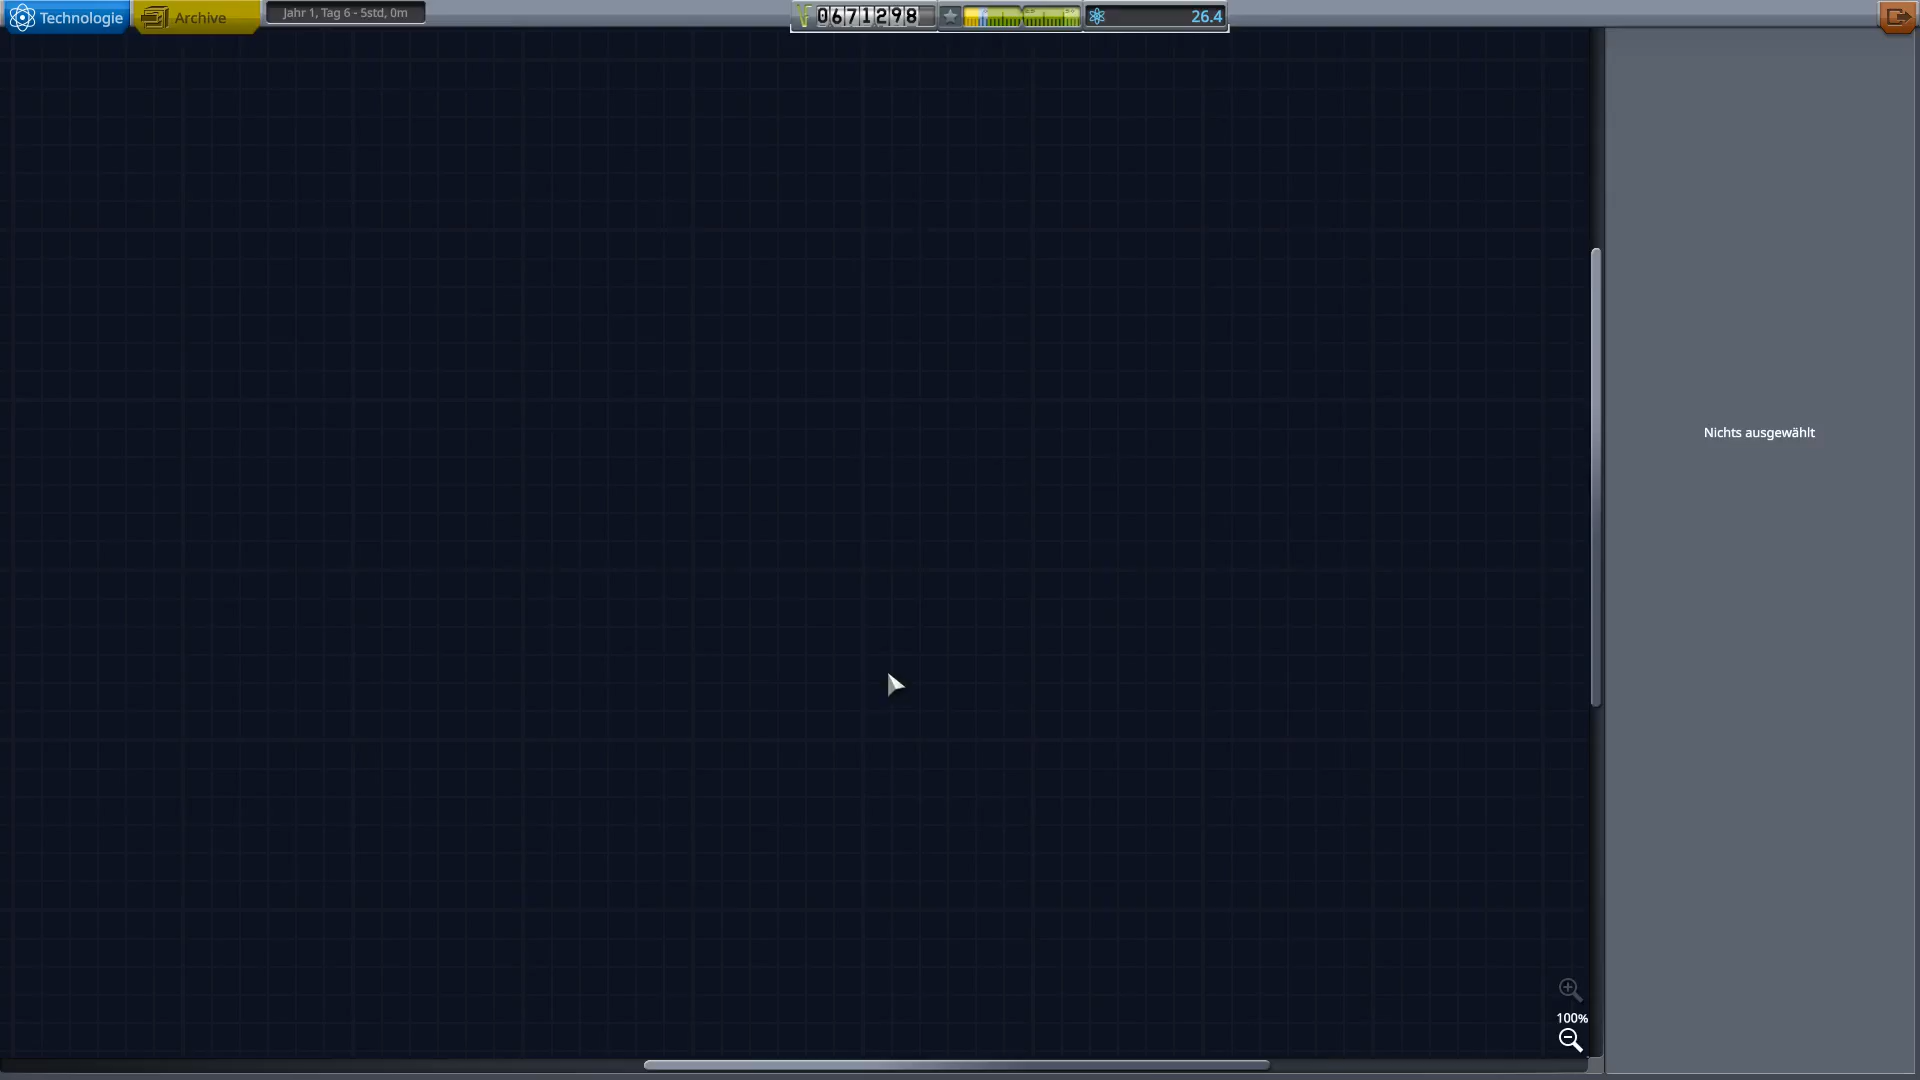 Technologie
Archive
Jahr 1, Tag 6 - 5std, 0m
0671298
26.4
Nichts ausgewählt
100%